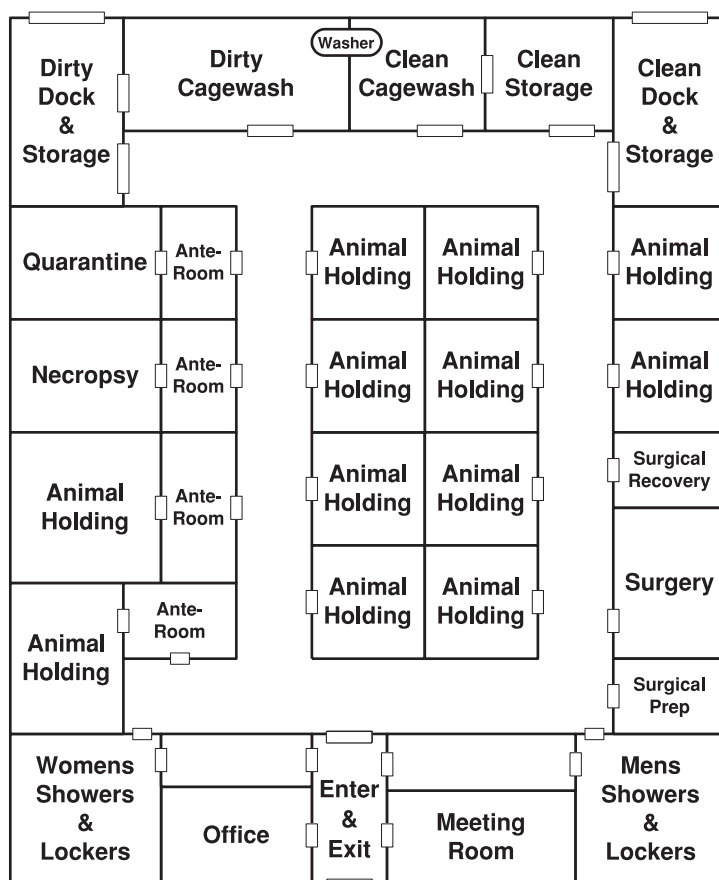 Dirty
Dock
&
Storage
Dirty
Cagewash
Washer
Clean
Cagewash
Clean
Storage
Clean
Dock
&
Storage
Quarantine
Ante-
Room
Animal
Holding
Animal
Holding
Animal
Holding
Necropsy
Ante-
Room
Animal
Holding
Animal
Holding
Animal
Holding
Animal
Holding
Ante-
Room
Animal
Holding
Animal
Holding
Surgical
Recovery
Surgery
Animal
Holding
Ante-
Room
Animal
Holding
Animal
Holding
Surgical
Prep
Womens
Showers
&
Lockers
Office
Enter
&
Exit
Meeting
Room
Mens
Showers
&
Lockers